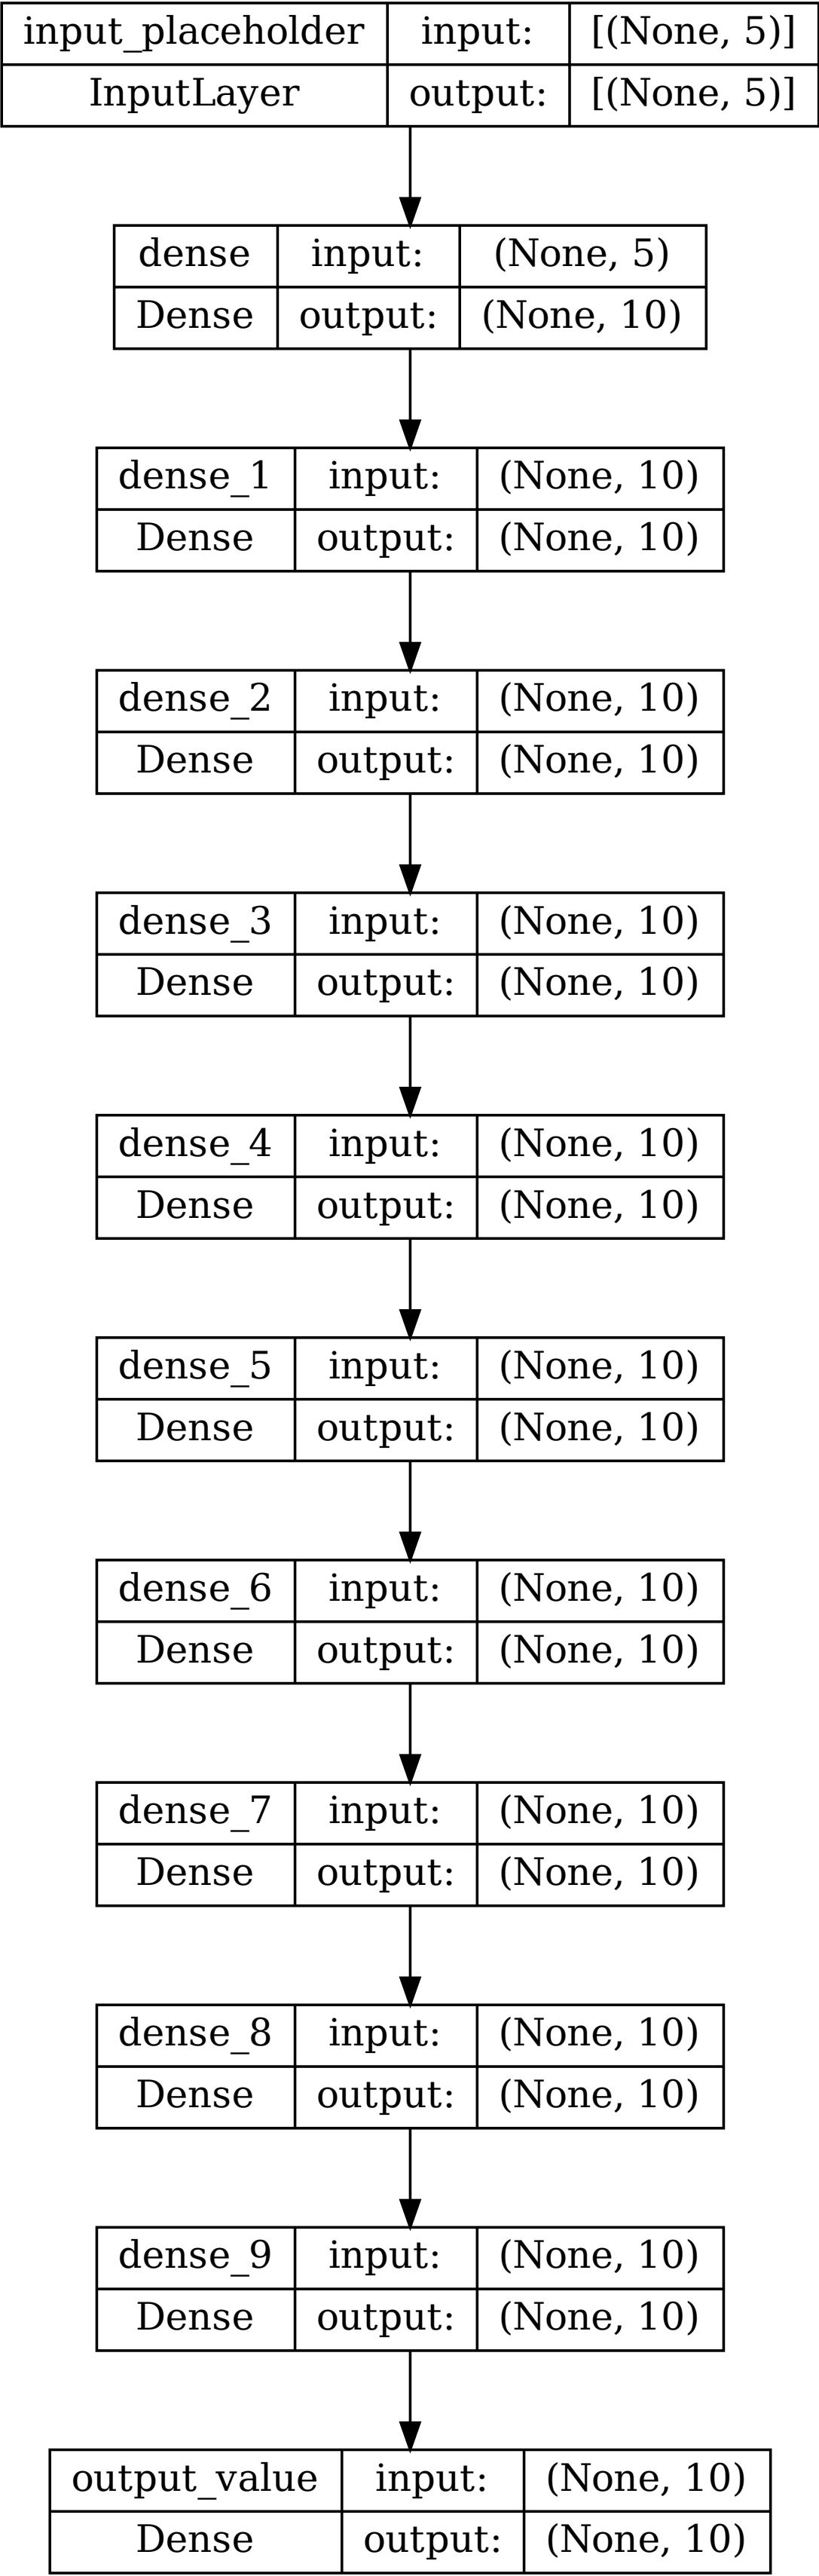 input_placeholder input: [(None, 5)]
InputLayer output: [(None, 5)]
dense input: (None, 5)
Dense output: (None, 10)
dense_1 input: (None, 10)
Dense output: (None, 10)
dense_2 input: (None, 10)
Dense output: (None, 10)
dense_3 input: (None, 10)
Dense output: (None, 10)
dense_4 input: (None, 10)
Dense output: (None, 10)
dense_5 input: (None, 10)
Dense output: (None, 10)
dense_6 input: (None, 10)
Dense output: (None, 10)
dense_7 input: (None, 10)
Dense output: (None, 10)
dense_8 input: (None, 10)
Dense output: (None, 10)
dense_9 input: (None, 10)
Dense output: (None, 10)
output_value input: (None, 10)
Dense output: (None, 10)